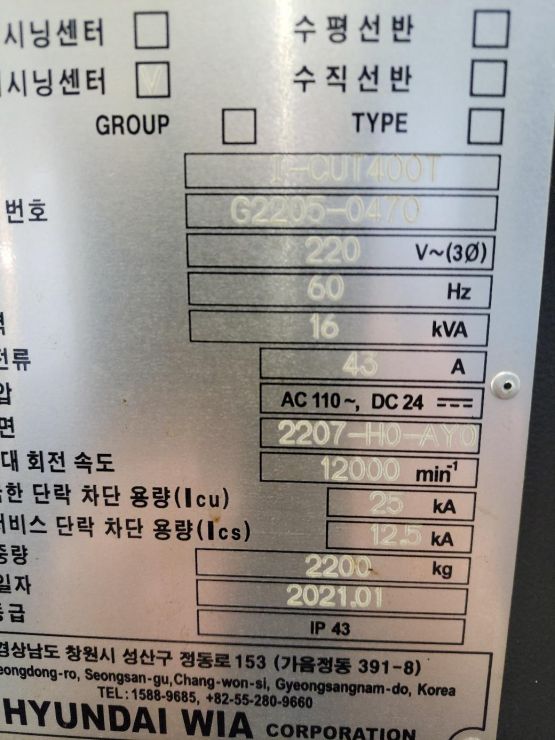 시닝센터 수평선반
시닝센터 V 수직선반
GROUP TYPE
I-CUT400T
번호 G2205-0470
220 V~(3Ø)
60 Hz
력 16 kVA
전류 43 A
압 AC 110~, DC 24
면 2207-H0-AY0
대 회전 속도 12000 min-1
한 단락 차단 용량(Icu) 25 kA
서비스 단락 차단 용량(Ics) 12.5 kA
중량 2200 kg
일자 2021.01
등급 IP 43
경상남도 창원시 성산구 정동로153 (가음정동 391-8)
eongdong-ro, Seongsan-gu,Chang-won-si, Gyeongsangnam-do, Korea
TEL: 1588-9685, +82-55-280-9660
HYUNDAI WIA CORPORATION